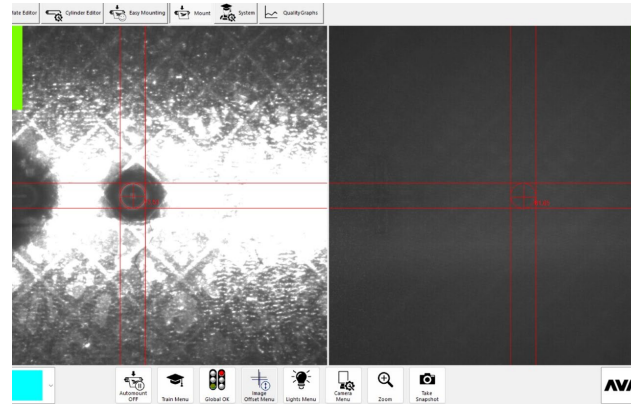 late Editor
Cylinder Editor
Easy Mounting
Mount
System
QualityGraphs
Automount
OFF
Train Menu
Global OK
Image
Offset Menu
Lights Menu
Camera
Menu
Zoom
Take
Snapshot
AV